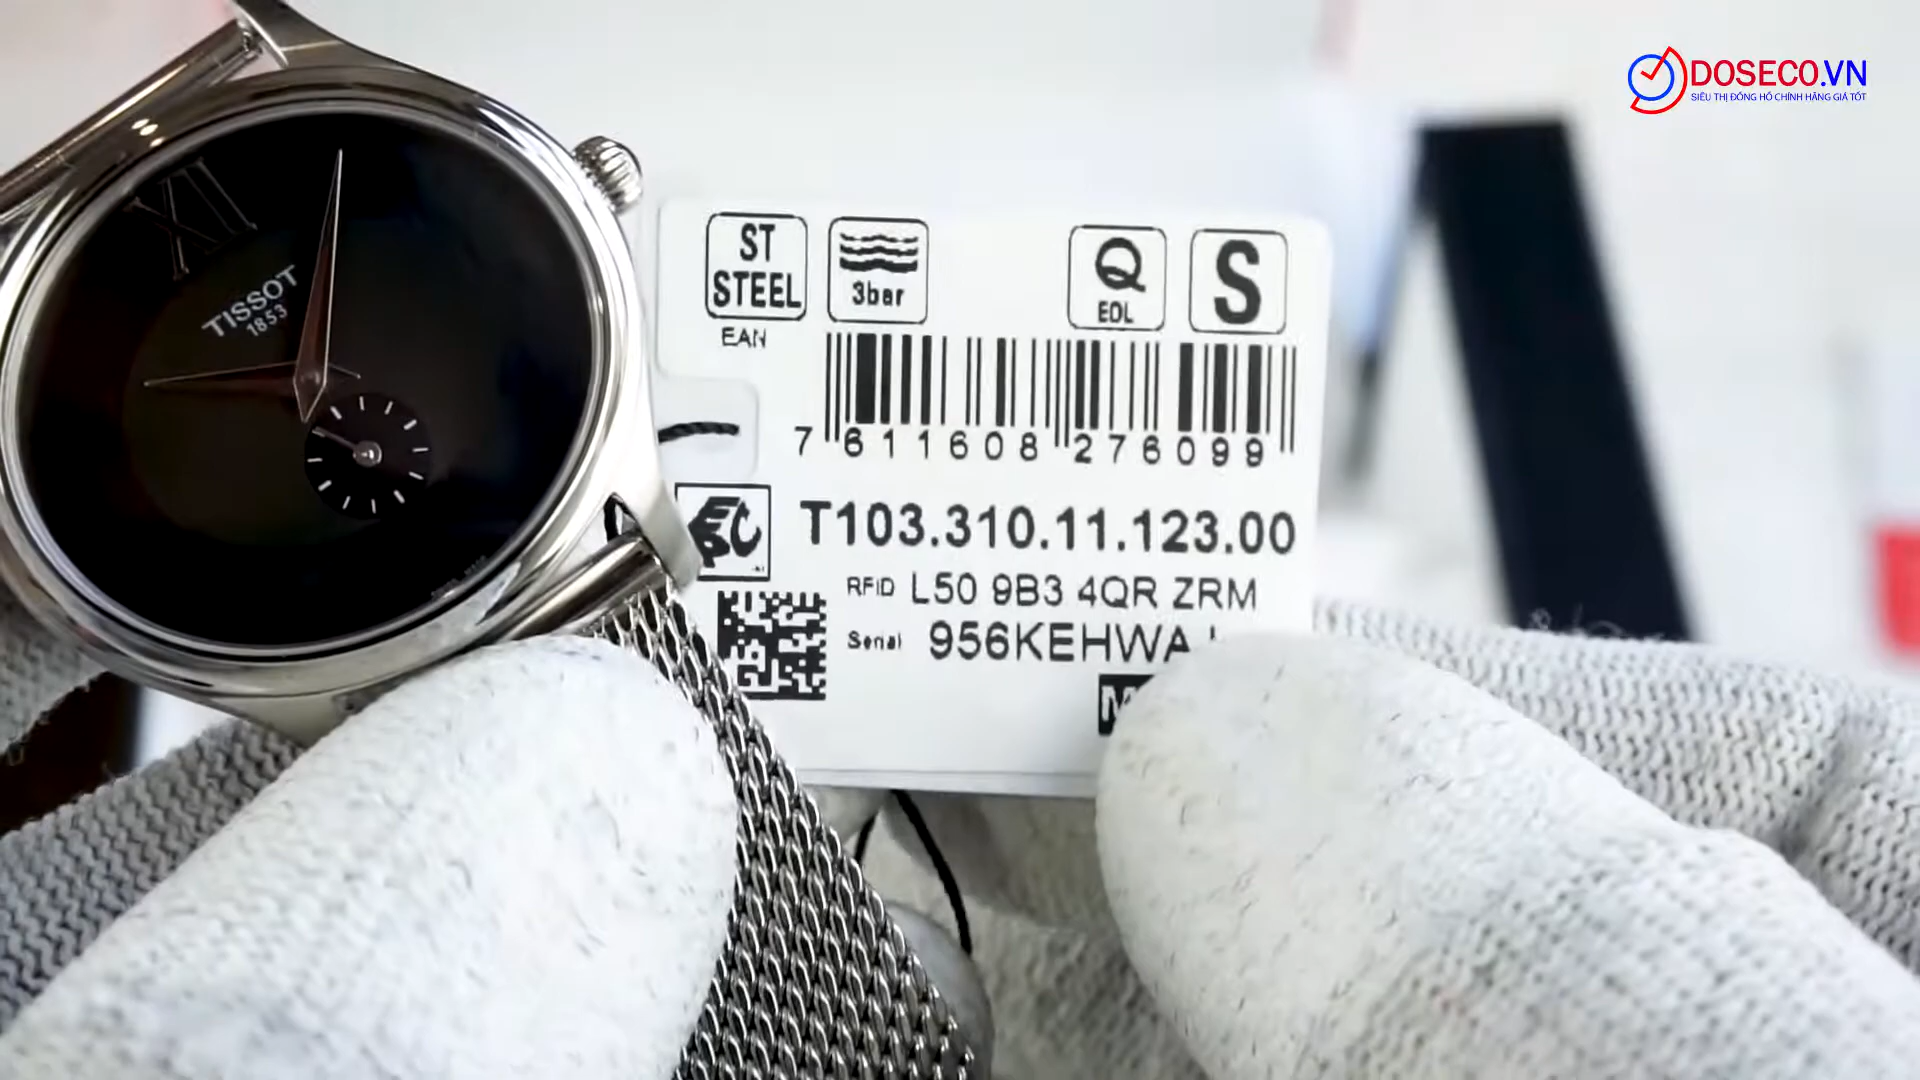 DOSECO.VN
SIÊU THỊ ĐỒNG HỒ CHÍNH HÃNG GIÁ TỐT
XI
TISSOT
1853
ST
STEEL
3bar
Q
EOL
S
EAN
7 611608 276099
T103.310.11.123.00
RFID L50 9B3 4QR ZRM
Serial 956KEHWA